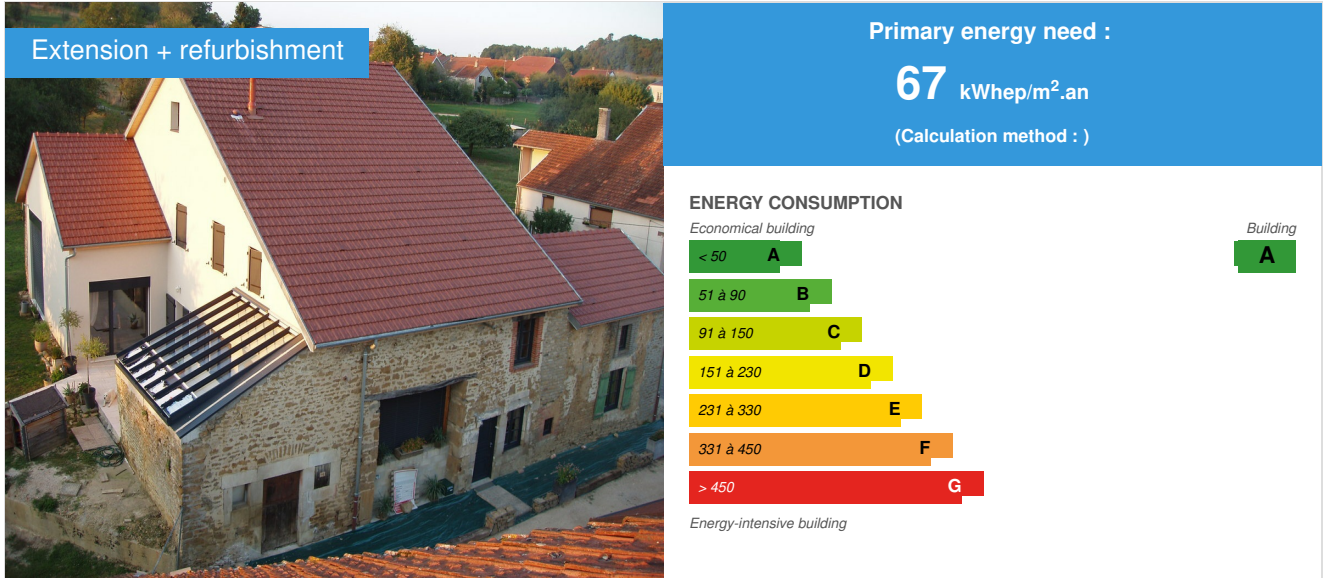 Extension + refurbishment
Primary energy need :
67 kWhep/m².an
(Calculation method : )
ENERGY CONSUMPTION
Economical building
Building
< 50 A
A
51 à 90 B
91 à 150 C
151 à 230 D
231 à 330 E
331 à 450 F
> 450 G
Energy-intensive building